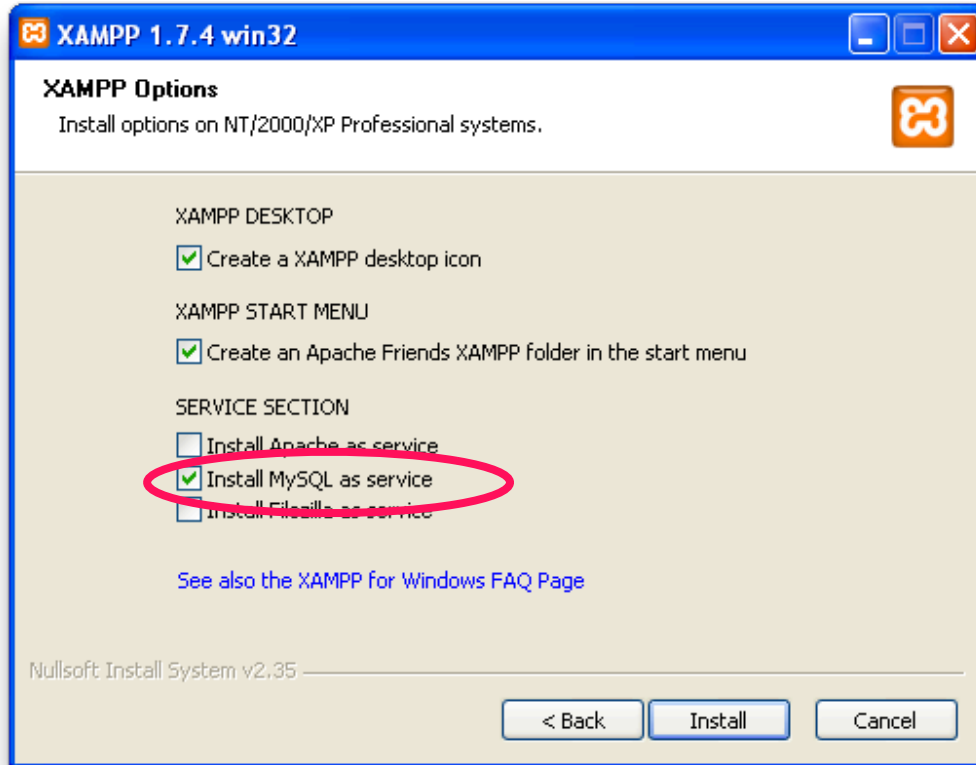 XAMPP 1.7.4 win32
XAMPP Options
Install options on NT/2000/XP Professional systems.
XAMPP DESKTOP
Create a XAMPP desktop icon
XAMPP START MENU
Create an Apache Friends XAMPP folder in the start menu
SERVICE SECTION
Install Apache as service
Install MySQL as service
Install Filezilla as service
See also the XAMPP for Windows FAQ Page
Nullsoft Install System v2.35
< Back Install Cancel